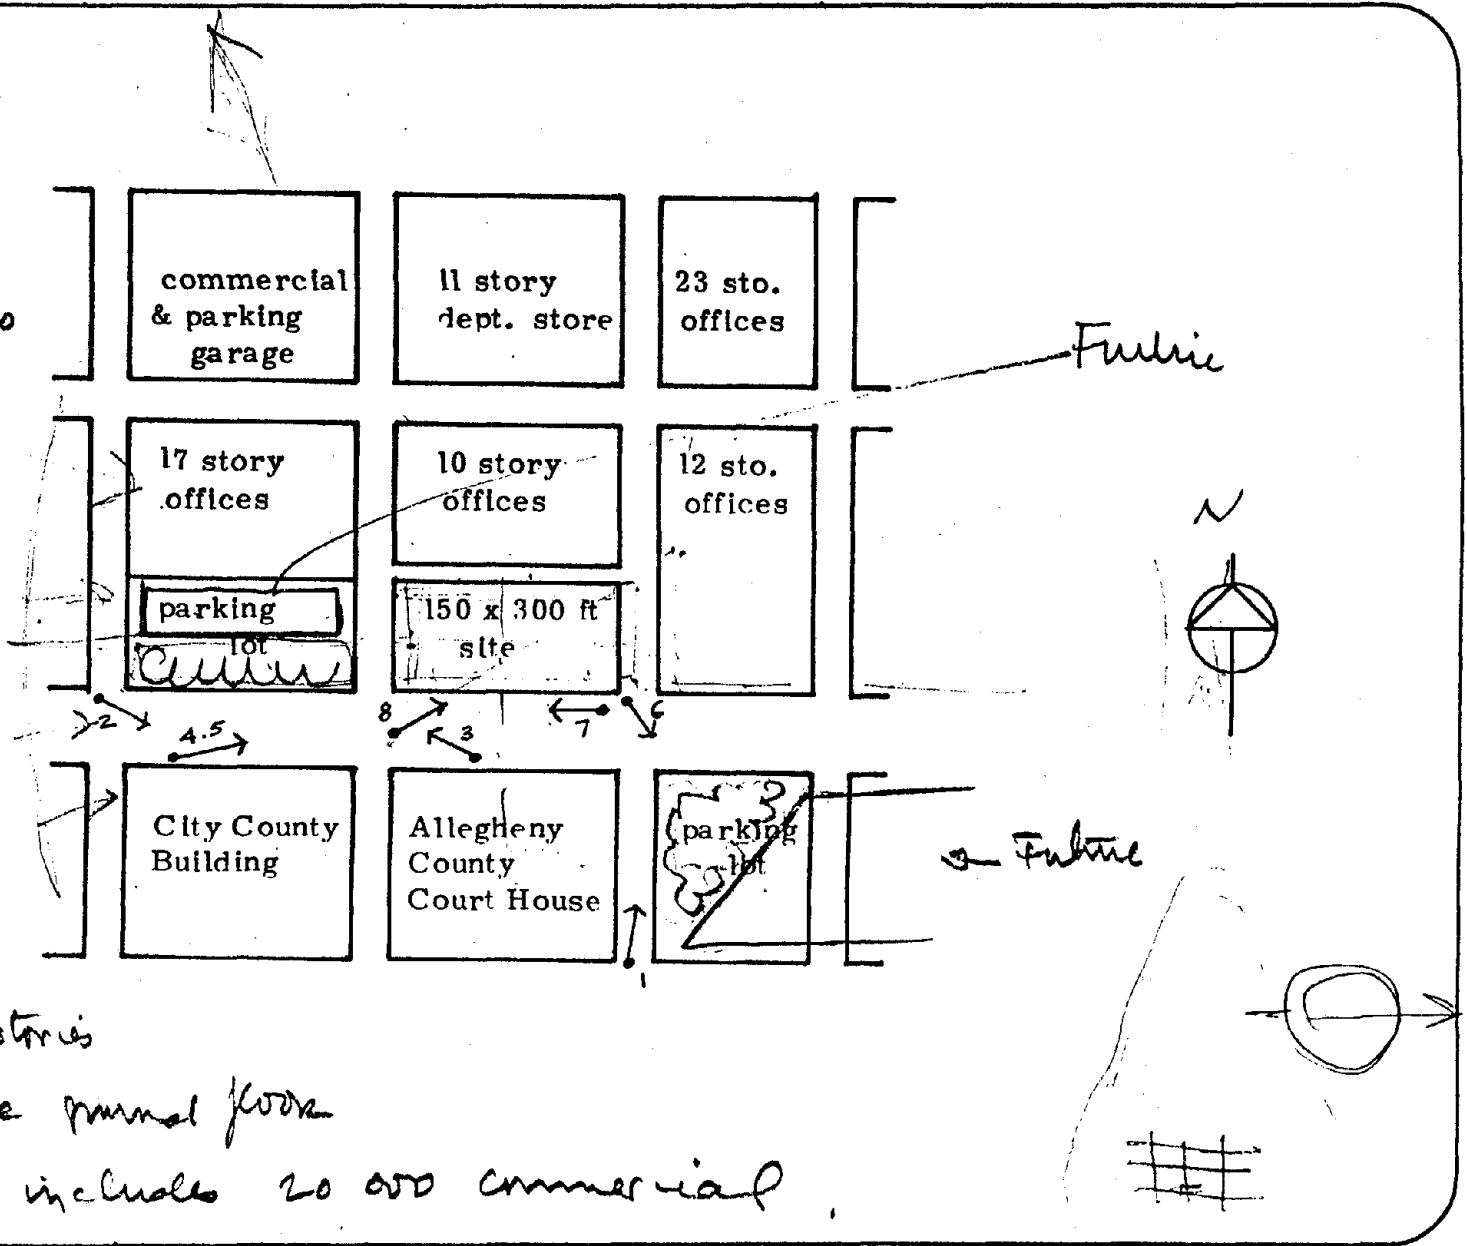 commercial
& parking
garage
11 story
dept. store
23 sto.
offices
Future
17 story
offices
10 story
offices
12 sto.
offices
N
parking
lot
150 x 300 ft
site
2
4.5
8
3
7
6
City County
Building
Allegheny
County
Court House
parking
lot
Future
1
stories
floor
includes 20 000 commercial